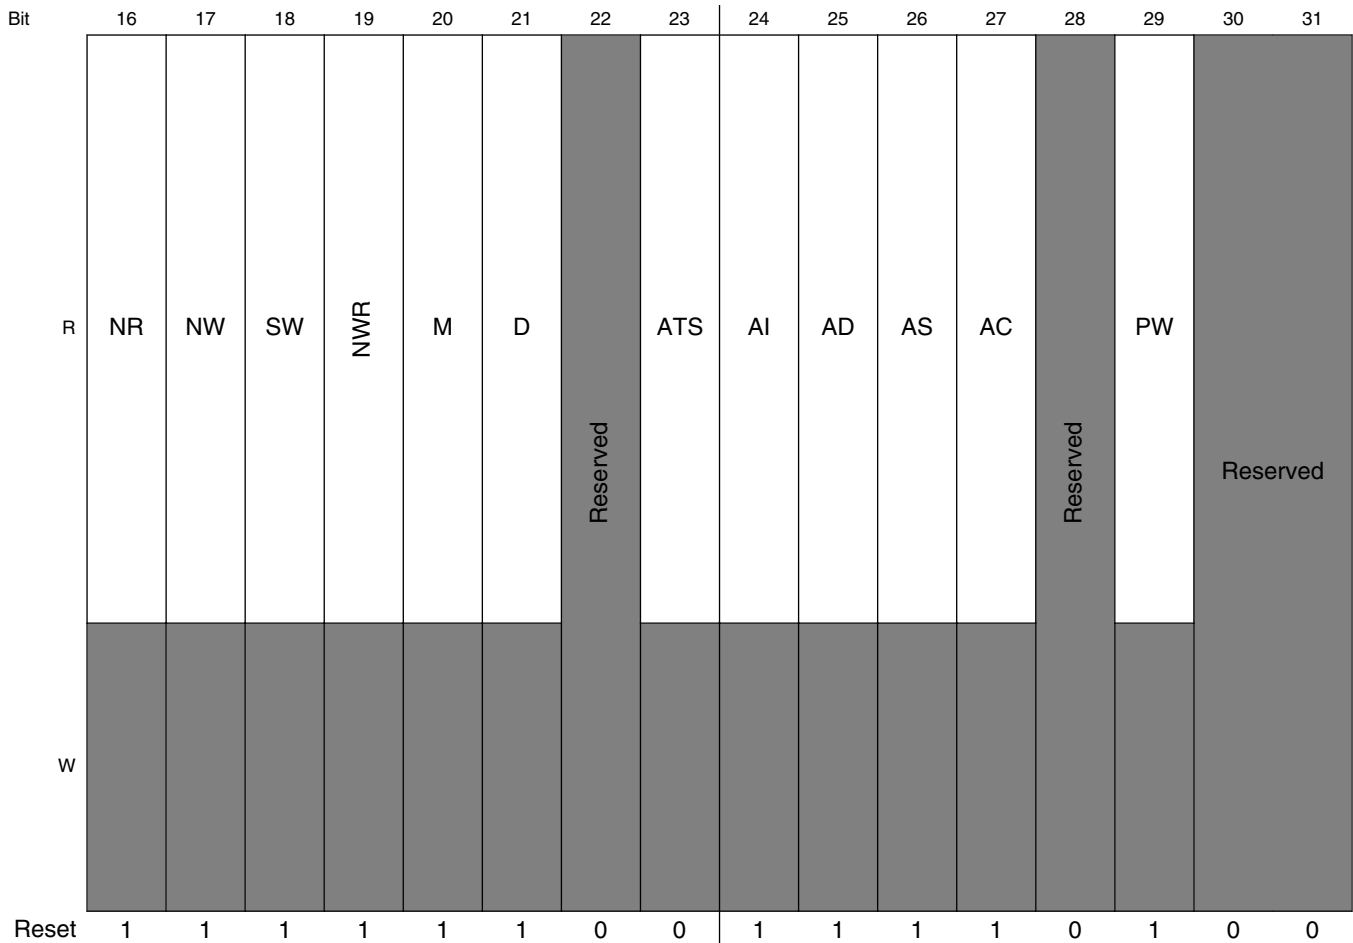 Bit 16 17 18 19 20 21 22 23 24 25 26 27 28 29 30 31
R NR NW SW NWR M D Reserved ATS AI AD AS AC Reserved PW Reserved
W
Reset 1 1 1 1 1 1 0 0 1 1 1 1 0 1 0 0